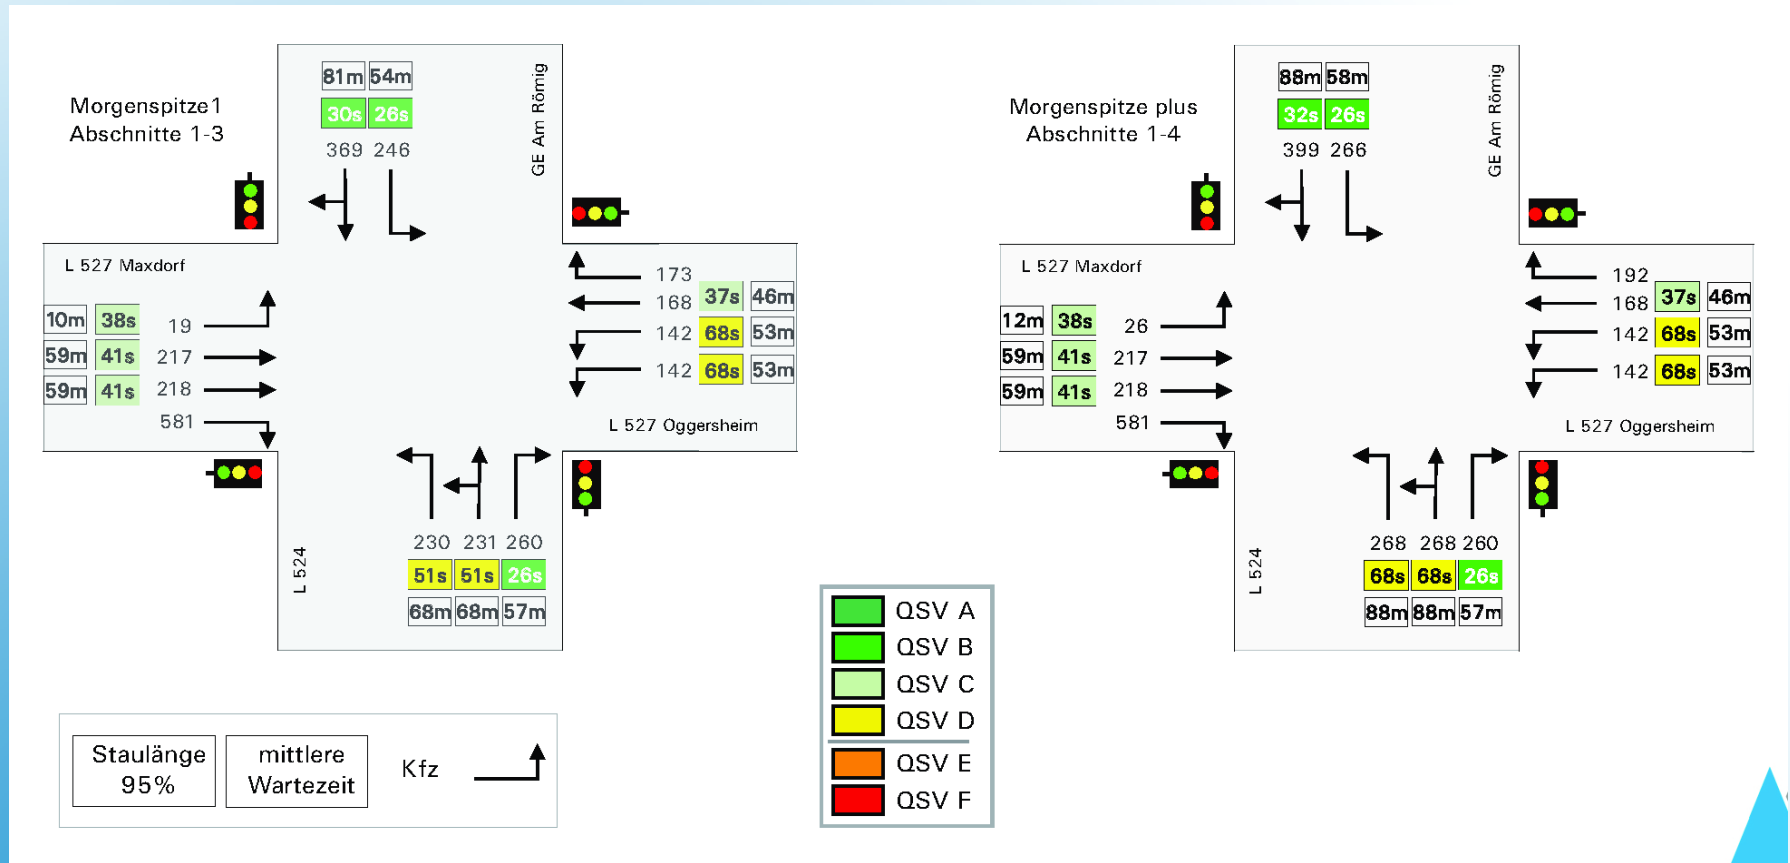 Morgenspitze1
Abschnitte 1-3
81m 54m
30s 26s
369 246
GE Am Römig
L 527 Maxdorf
10m 38s 19
59m 41s 217
59m 41s 218
581
173
168 37s 46m
142 68s 53m
142 68s 53m
L 527 Oggersheim
L 524
230 231 260
51s 51s 26s
68m 68m 57m
Morgenspitze plus
Abschnitte 1-4
88m 58m
32s 26s
399 266
GE Am Römig
L 527 Maxdorf
12m 38s 26
59m 41s 217
59m 41s 218
581
192
168 37s 46m
142 68s 53m
142 68s 53m
L 527 Oggersheim
L 524
268 268 260
68s 68s 26s
88m 88m 57m
Staulänge
95%
mittlere
Wartezeit
Kfz
QSV A
QSV B
QSV C
QSV D
QSV E
QSV F